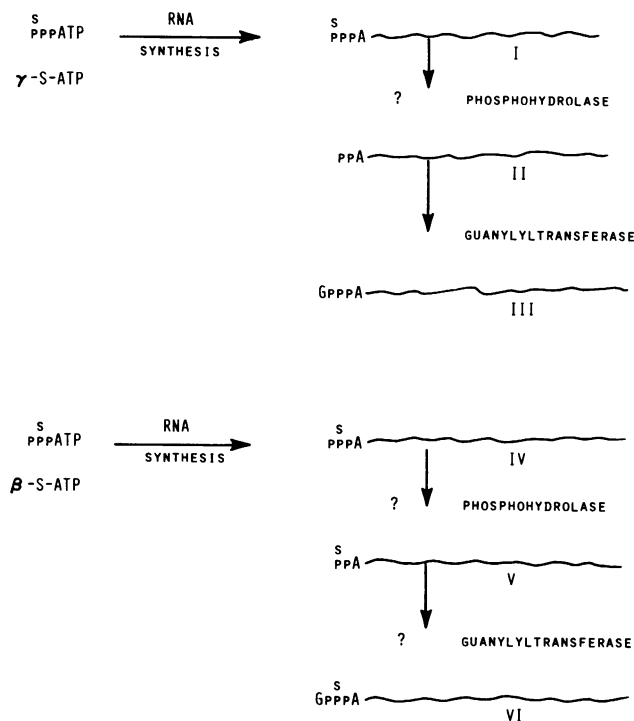 S
PPPATP
RNA
SYNTHESIS
γ-S-ATP
S
PPPA
I
?
PHOSPHOHYDROLASE
PPA
II
GUANYLYLTRANSFERASE
GPPPA
III
S
PPPATP
RNA
SYNTHESIS
β-S-ATP
S
PPPA
IV
?
PHOSPHOHYDROLASE
S
PPA
V
?
GUANYLYLTRANSFERASE
S
GPPPA
VI